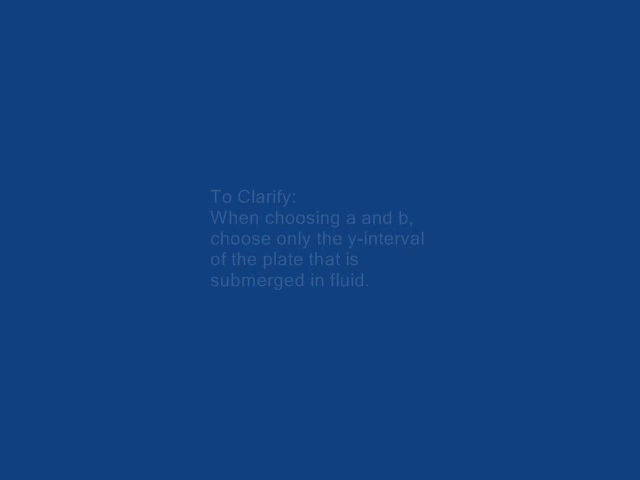 To Clarify:
When choosing a and b,
choose only the y-interval
of the plate that is
submerged in fluid.